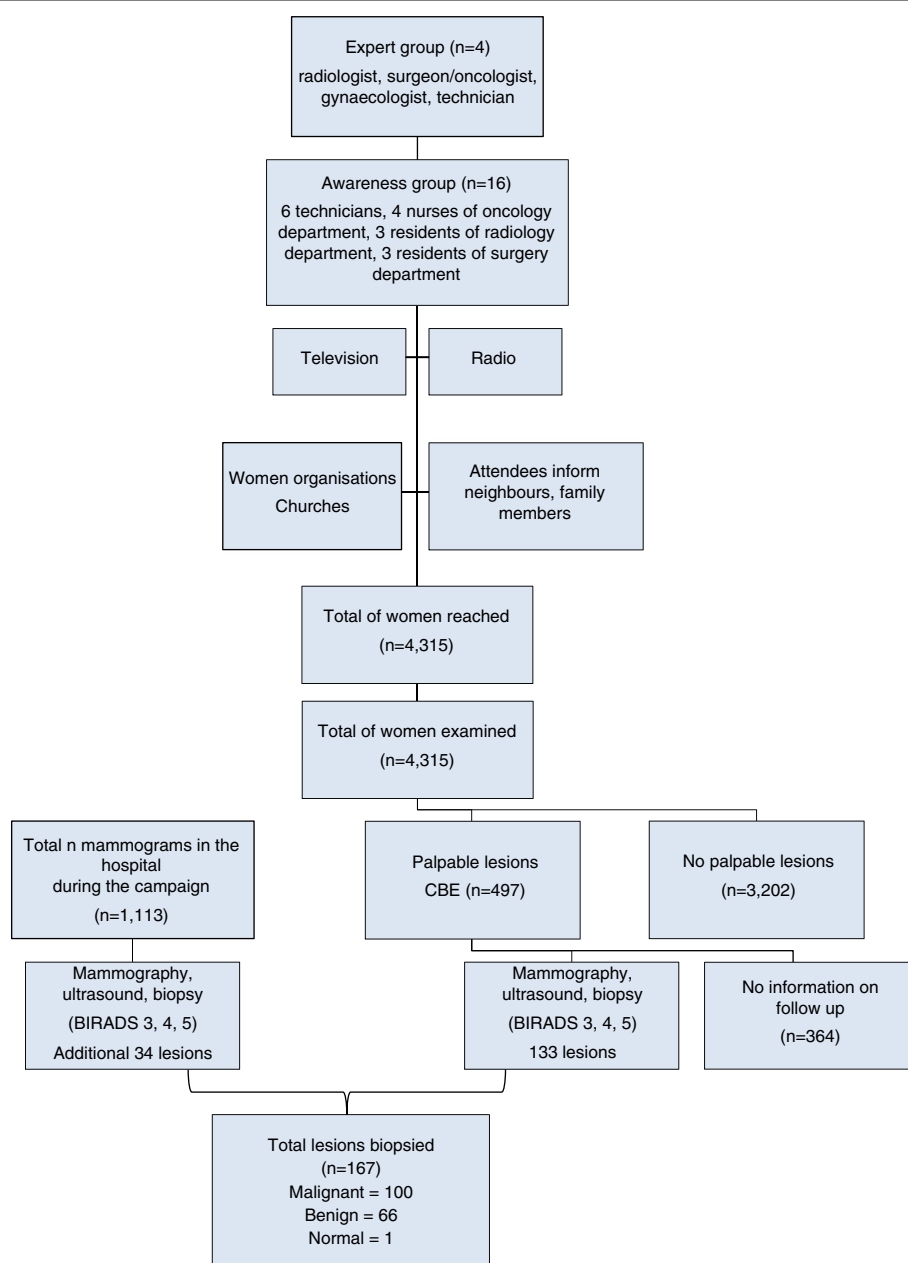 Expert group (n=4)
radiologist, surgeon/oncologist,
gynaecologist, technician
Awareness group (n=16)
6 technicians, 4 nurses of oncology
department, 3 residents of radiology
department, 3 residents of surgery
department
Television
Radio
Women organisations
Churches
Attendees inform
neighbours, family
members
Total of women reached
(n=4,315)
Total of women examined
(n=4,315)
Total n mammograms in the
hospital
during the campaign
(n=1,113)
Palpable lesions
CBE (n=497)
No palpable lesions
(n=3,202)
Mammography,
ultrasound, biopsy
(BIRADS 3, 4, 5)
Additional 34 lesions
Mammography,
ultrasound, biopsy
(BIRADS 3, 4, 5)
133 lesions
No information on
follow up
(n=364)
Total lesions biopsied
(n=167)
Malignant = 100
Benign = 66
Normal = 1